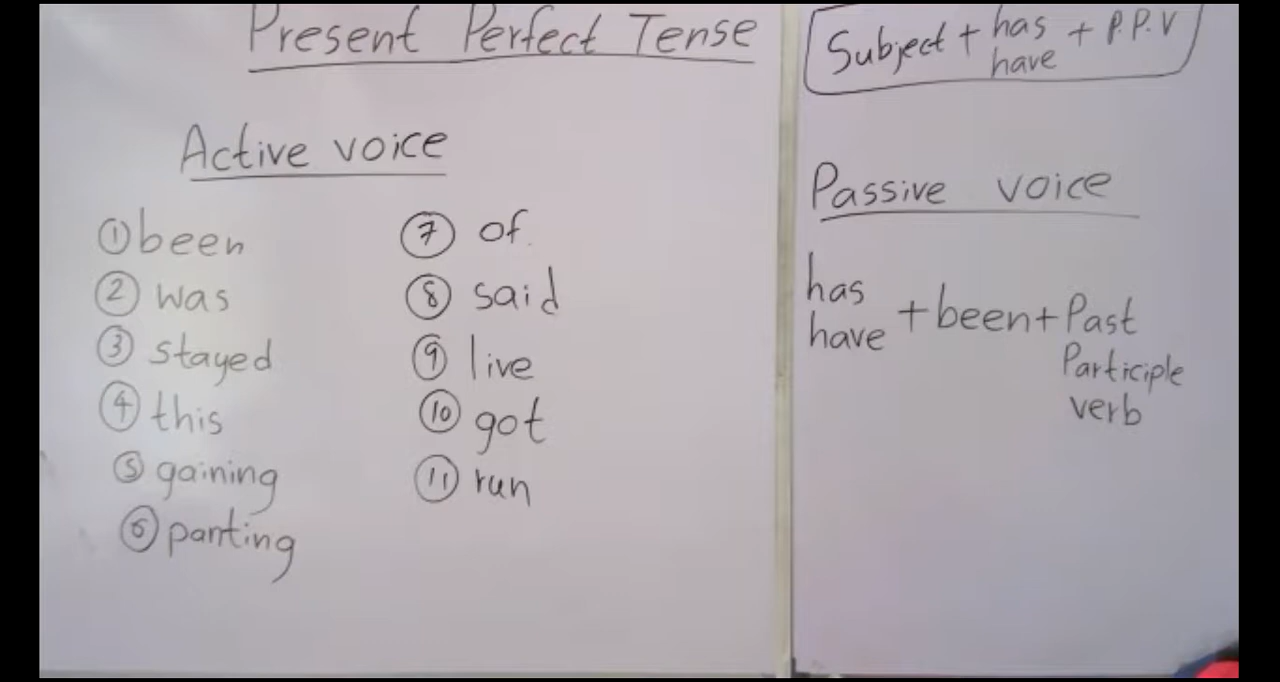 Present Perfect Tense
Active voice
① been
② was
③ stayed
④ this
⑤ gaining
⑥ panting
⑦ of
⑧ said
⑨ live
⑩ got
⑪ run
Subject + has + P.P.V
have
Passive voice
has
have + been + Past
Participle
verb